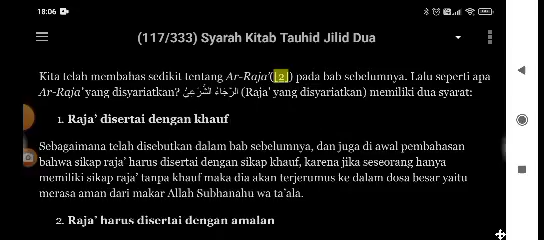 18:06
(117/333) Syarah Kitab Tauhid Jilid Dua
Kita telah membahas sedikit tentang Ar-Raja’([2]) pada bab sebelumnya. Lalu seperti apa
Ar-Raja’ yang disyariatkan? الرَّجَاءُ الشَّرْعِيُّ (Raja’ yang disyariatkan) memiliki dua syarat:
1. Raja’ disertai dengan khauf
Sebagaimana telah disebutkan dalam bab sebelumnya, dan juga di awal pembahasan
bahwa sikap raja’ harus disertai dengan sikap khauf, karena jika seseorang hanya
memiliki sikap raja’ tanpa khauf maka dia akan terjerumus ke dalam dosa besar yaitu
merasa aman dari makar Allah Subhanahu wa ta’ala.
2. Raja’ harus disertai dengan amalan